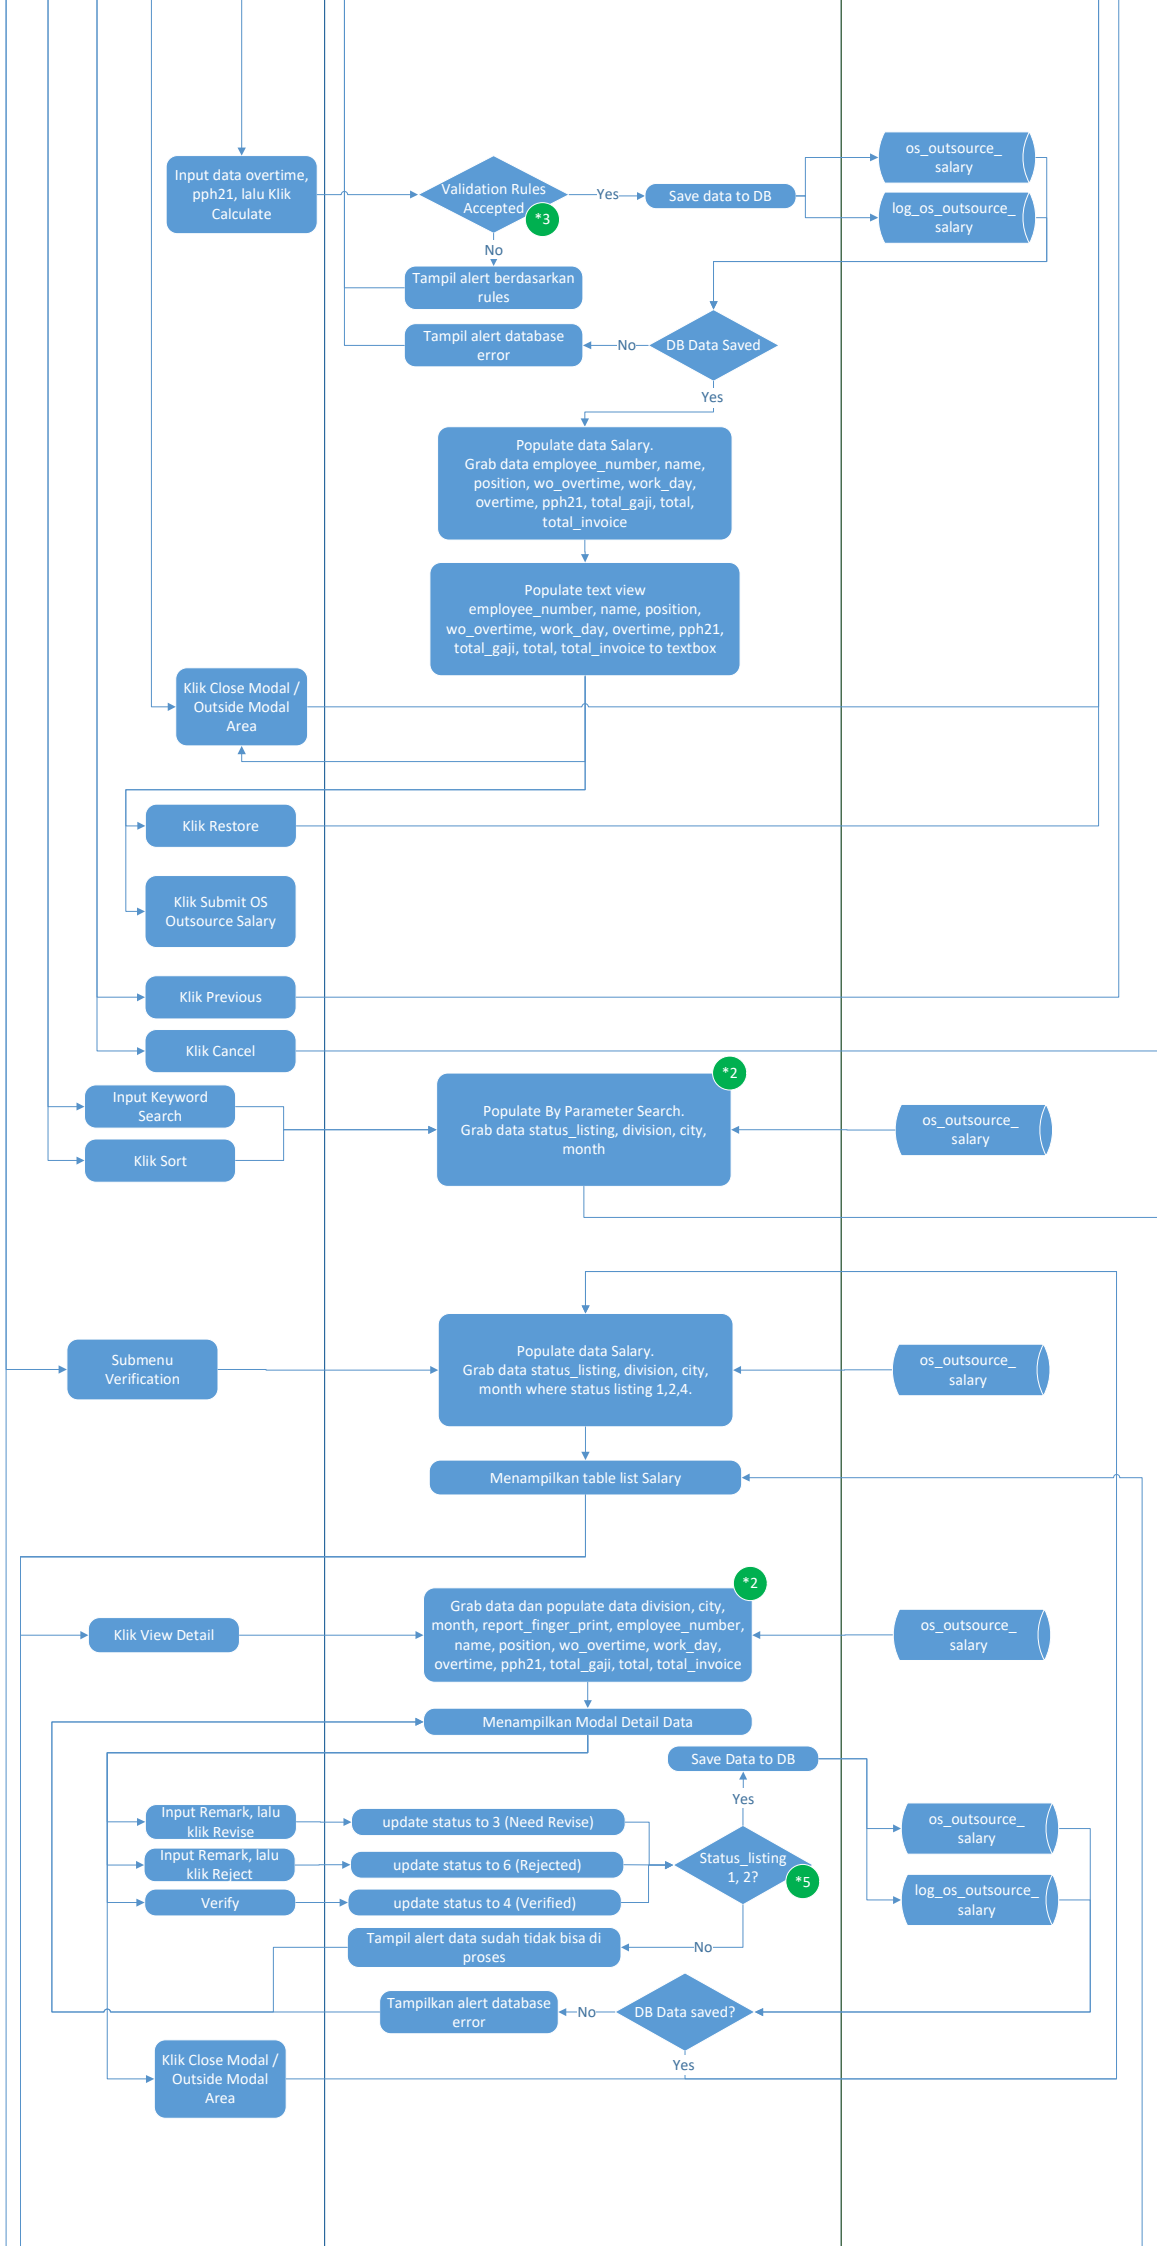 Input data overtime,
pph21, lalu Klik
Calculate
Validation Rules
Accepted
*3
Yes
Save data to DB
os_outsource_
salary
log_os_outsource_
salary
No
Tampil alert berdasarkan
rules
Tampil alert database
error
No
DB Data Saved
Yes
Populate data Salary.
Grab data employee_number, name,
position, wo_overtime, work_day,
overtime, pph21, total_gaji, total,
total_invoice
Populate text view
employee_number, name, position,
wo_overtime, work_day, overtime, pph21,
total_gaji, total, total_invoice to textbox
Klik Close Modal /
Outside Modal
Area
Klik Restore
Klik Submit OS
Outsource Salary
Klik Previous
Klik Cancel
Input Keyword
Search
Klik Sort
*2
Populate By Parameter Search.
Grab data status_listing, division, city,
month
os_outsource_
salary
Submenu
Verification
Populate data Salary.
Grab data status_listing, division, city,
month where status listing 1,2,4.
os_outsource_
salary
Menampilkan table list Salary
*2
Klik View Detail
Grab data dan populate data division, city,
month, report_finger_print, employee_number,
name, position, wo_overtime, work_day,
overtime, pph21, total_gaji, total, total_invoice
os_outsource_
salary
Menampilkan Modal Detail Data
Save Data to DB
Yes
Input Remark, lalu
klik Revise
update status to 3 (Need Revise)
Input Remark, lalu
klik Reject
update status to 6 (Rejected)
Verify
update status to 4 (Verified)
Status_listing
1, 2?
*5
os_outsource_
salary
log_os_outsource_
salary
Tampil alert data sudah tidak bisa di
proses
No
Tampilkan alert database
error
No
DB Data saved?
Yes
Klik Close Modal /
Outside Modal
Area